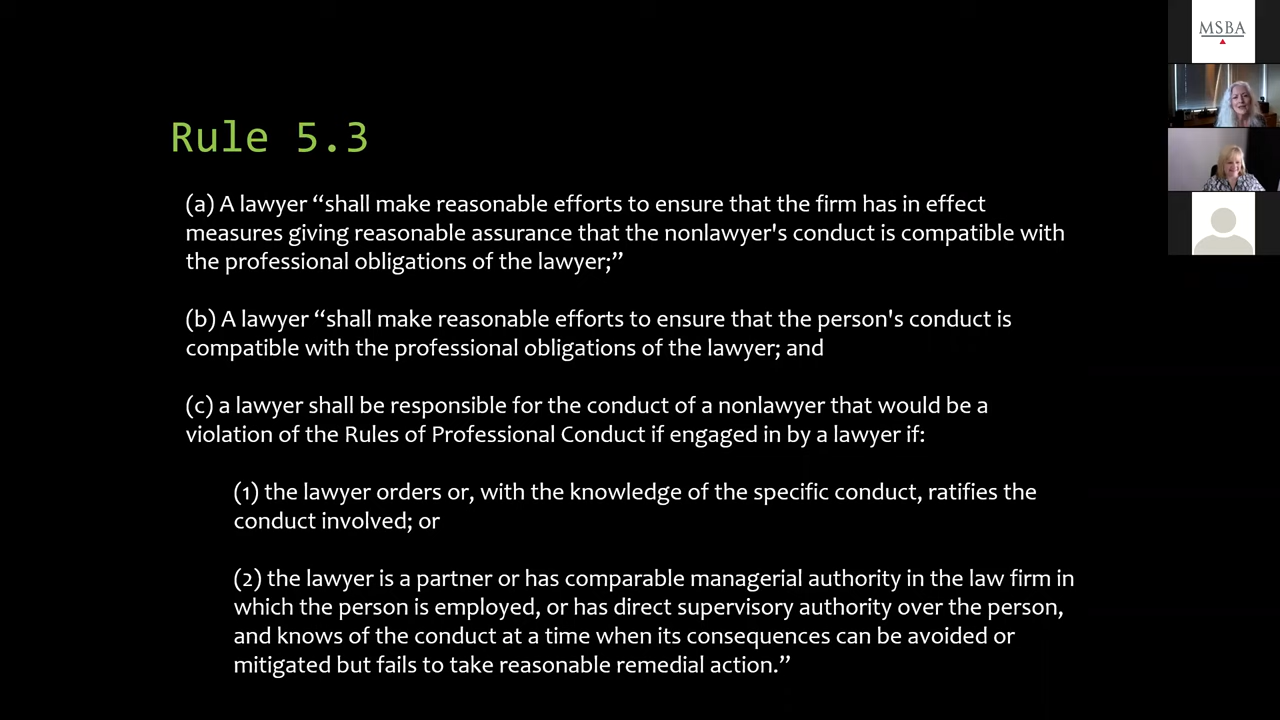 MSBA
Rule 5.3
(a) A lawyer “shall make reasonable efforts to ensure that the firm has in effect
measures giving reasonable assurance that the nonlawyer's conduct is compatible with
the professional obligations of the lawyer;”
(b) A lawyer “shall make reasonable efforts to ensure that the person's conduct is
compatible with the professional obligations of the lawyer; and
(c) a lawyer shall be responsible for the conduct of a nonlawyer that would be a
violation of the Rules of Professional Conduct if engaged in by a lawyer if:
(1) the lawyer orders or, with the knowledge of the specific conduct, ratifies the
conduct involved; or
(2) the lawyer is a partner or has comparable managerial authority in the law firm in
which the person is employed, or has direct supervisory authority over the person,
and knows of the conduct at a time when its consequences can be avoided or
mitigated but fails to take reasonable remedial action.”